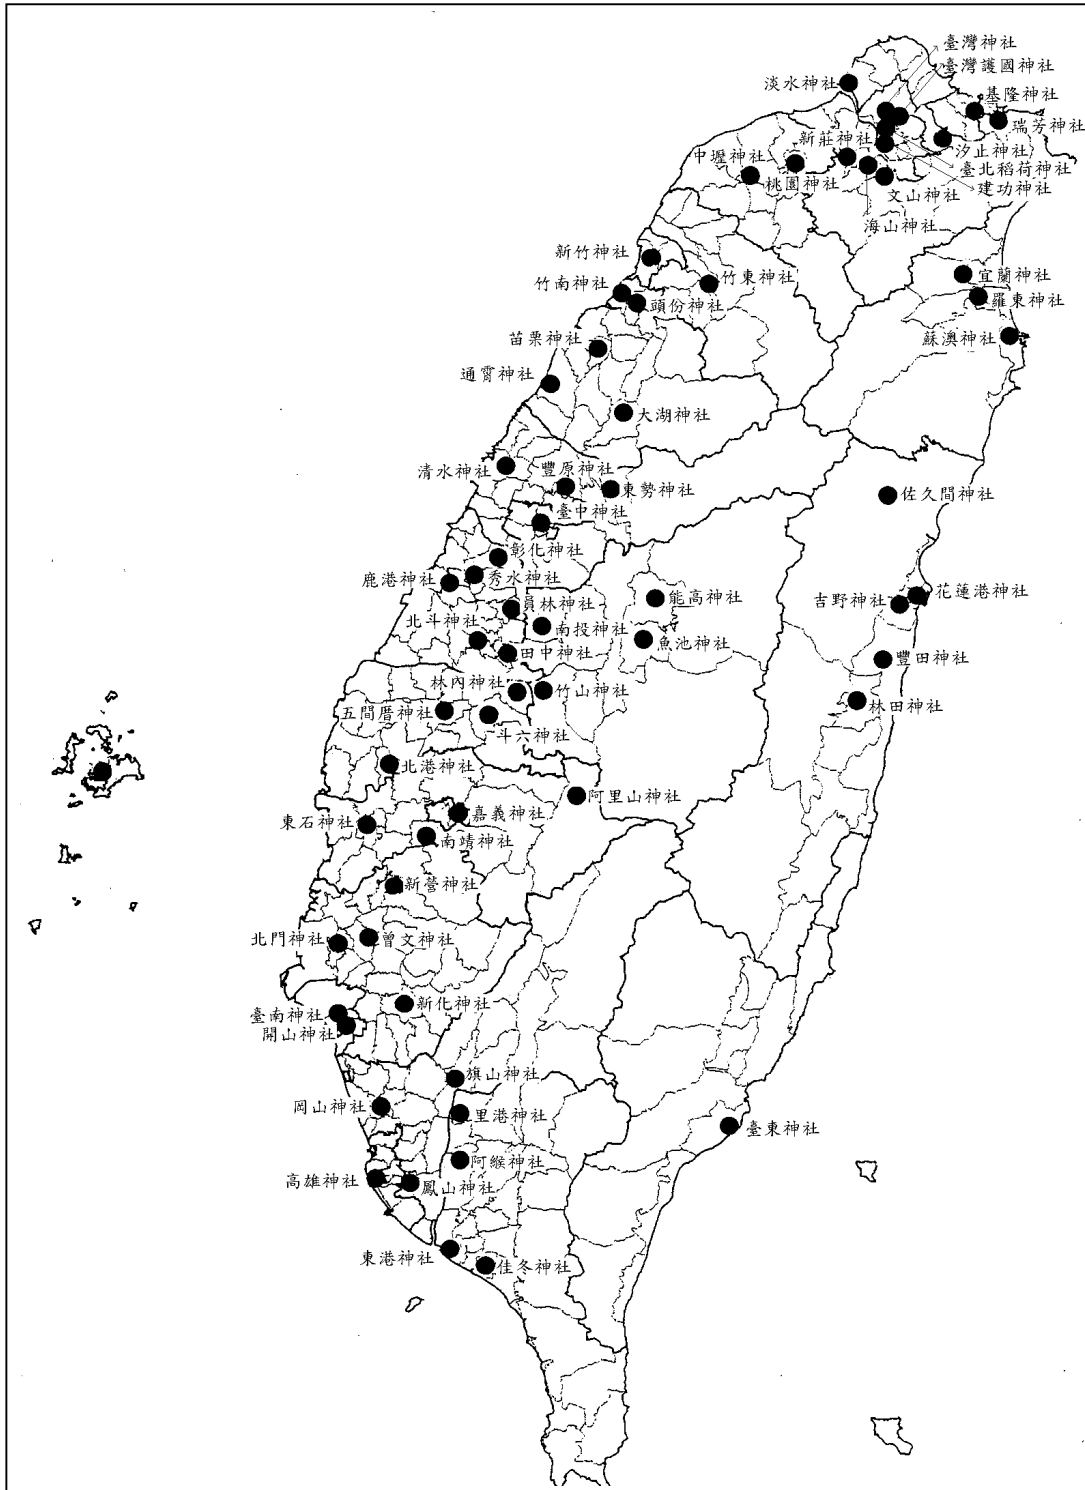 臺灣神社
臺灣護國神社
淡水神社
基隆神社
瑞芳神社
新莊神社
汐止神社
中壢神社
臺北稻荷神社
桃園神社
建功神社
文山神社
海山神社
新竹神社
竹東神社
宜蘭神社
竹南神社
頭份神社
羅東神社
苗栗神社
蘇澳神社
通霄神社
大湖神社
清水神社
豐原神社
東勢神社
佐久間神社
臺中神社
彰化神社
鹿港神社
秀水神社
員林神社
能高神社
吉野神社
花蓮港神社
北斗神社
南投神社
魚池神社
田中神社
豐田神社
林內神社
竹山神社
林田神社
五間厝神社
斗六神社
北港神社
阿里山神社
東石神社
嘉義神社
南靖神社
新營神社
北門神社
曾文神社
新化神社
臺南神社
開山神社
旗山神社
岡山神社
里港神社
臺東神社
阿緱神社
高雄神社
鳳山神社
東港神社
佳冬神社